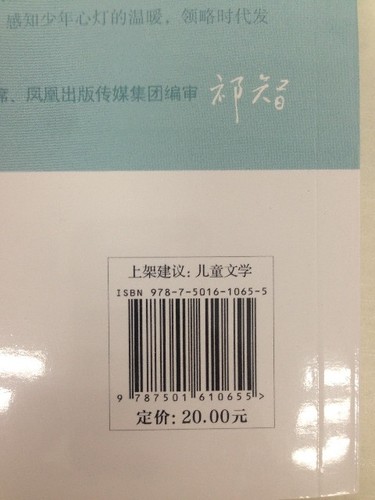 感知少年心灯的温暖，领略时代发
席、凤凰出版传媒集团编审 祁智
上架建议：儿童文学
ISBN 978-7-5016-1065-5
9 787501 610655 >
定价：20.00元